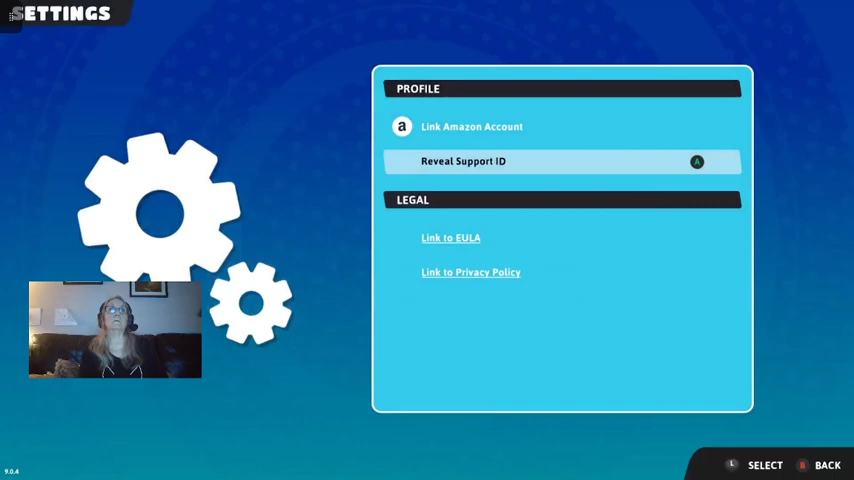 SETTINGS
PROFILE
a Link Amazon Account
Reveal Support ID A
LEGAL
Link to EULA
Link to Privacy Policy
9.0.4
L SELECT B BACK